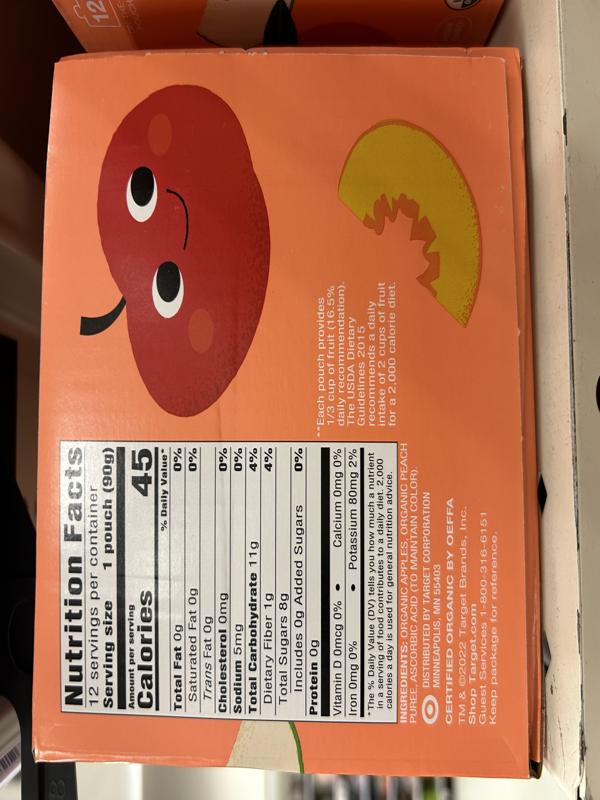 12
Nutrition Facts
12 servings per container
Serving size 1 pouch (90g)
Amount per serving
Calories 45
% Daily Value*
Total Fat 0g 0%
Saturated Fat 0g 0%
Trans Fat 0g
Cholesterol 0mg 0%
Sodium 5mg 0%
Total Carbohydrate 11g 4%
Dietary Fiber 1g 4%
Total Sugars 8g
Includes 0g Added Sugars 0%
Protein 0g
Vitamin D 0mcg 0% • Calcium 0mg 0%
Iron 0mg 0% • Potassium 80mg 2%
*The % Daily Value (DV) tells you how much a nutrient
in a serving of food contributes to a daily diet. 2,000
calories a day is used for general nutrition advice.
INGREDIENTS: ORGANIC APPLES, ORGANIC PEACH
PUREE, ASCORBIC ACID (TO MAINTAIN COLOR).
DISTRIBUTED BY TARGET CORPORATION
MINNEAPOLIS, MN 55403
CERTIFIED ORGANIC BY OEFFA
TM & ©2022 Target Brands, Inc.
Shop Target.com
Guest Services 1-800-316-6151
Keep package for reference.
**Each pouch provides
1/3 cup of fruit (16.5%
daily recommendation).
The USDA Dietary
Guidelines 2015
recommends a daily
intake of 2 cups of fruit
for a 2,000 calorie diet.